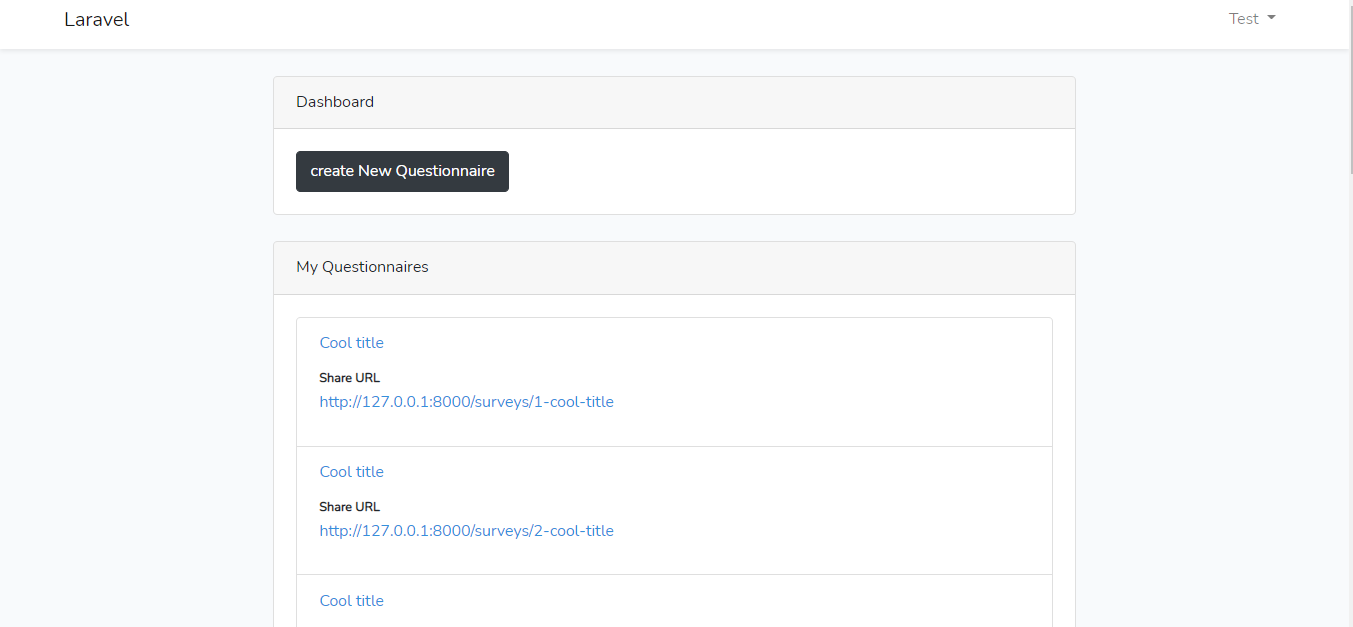 Laravel
Test
Dashboard
create New Questionnaire
My Questionnaires
Cool title
Share URL
http://127.0.0.1:8000/surveys/1-cool-title
Cool title
Share URL
http://127.0.0.1:8000/surveys/2-cool-title
Cool title